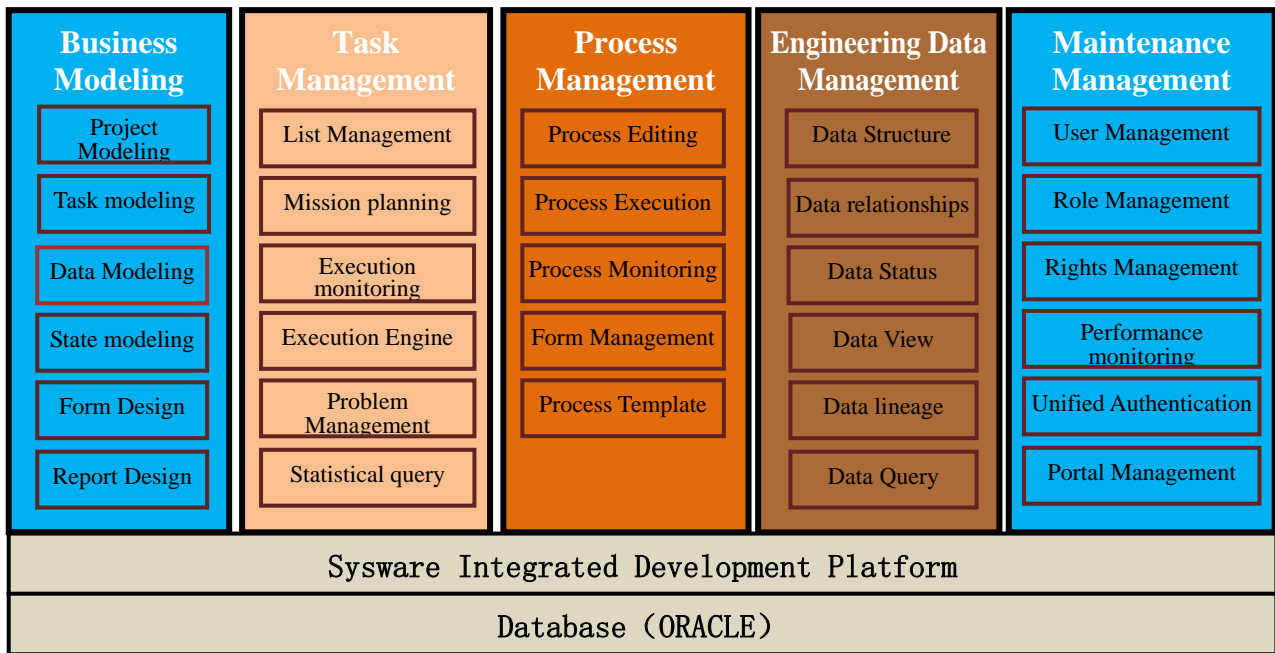 Business
Modeling
Project
Modeling
Task modeling
Data Modeling
State modeling
Form Design
Report Design
Task
Management
List Management
Mission planning
Execution
monitoring
Execution Engine
Problem
Management
Statistical query
Process
Management
Process Editing
Process Execution
Process Monitoring
Form Management
Process Template
Engineering Data
Management
Data Structure
Data relationships
Data Status
Data View
Data lineage
Data Query
Maintenance
Management
User Management
Role Management
Rights Management
Performance
monitoring
Unified Authentication
Portal Management
Sysware Integrated Development Platform
Database（ORACLE）